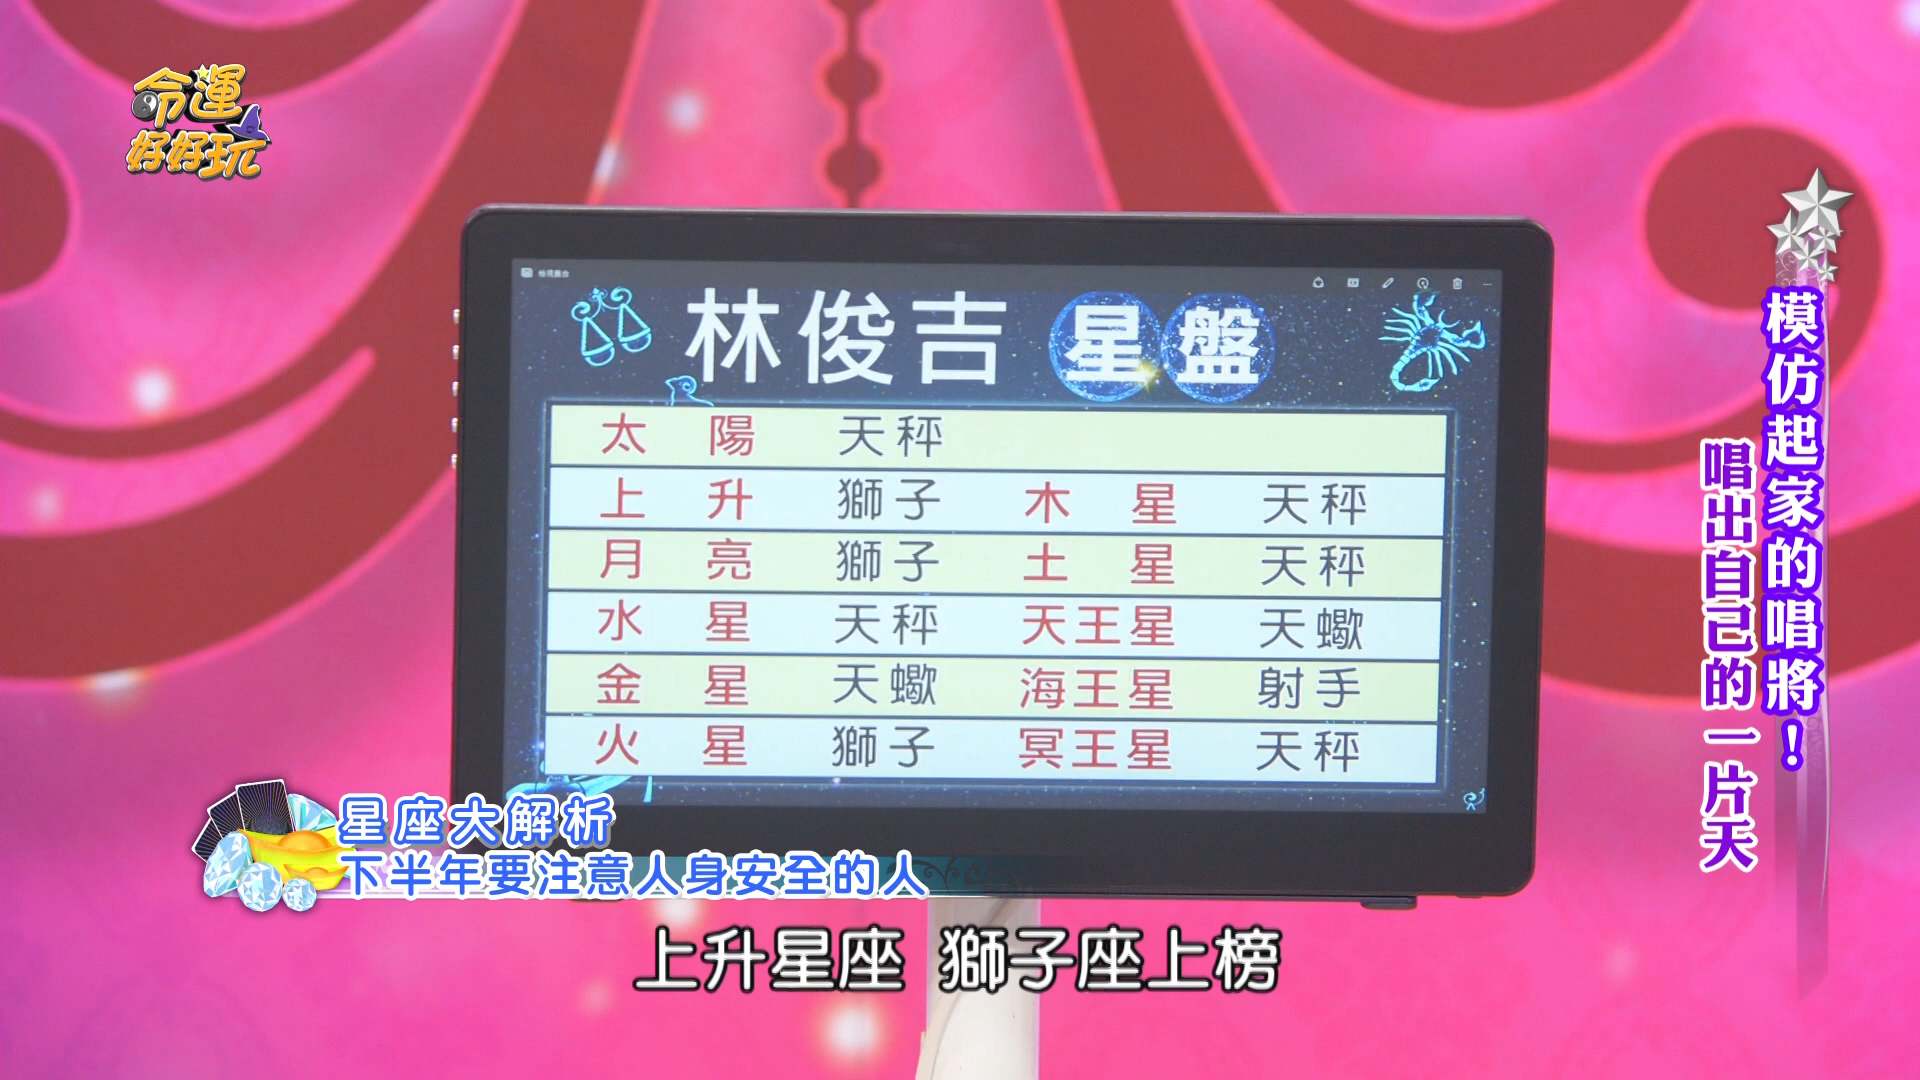 命運
好好玩
檢視圖台
林俊吉 星盤
太陽 天秤
上升 獅子 木星 天秤
月亮 獅子 土星 天秤
水星 天秤 天王星 天蠍
金星 天蠍 海王星 射手
火星 獅子 冥王星 天秤
模仿起家的唱將！
唱出自己的一片天
星座大解析
下半年要注意人身安全的人
上升星座 獅子座上榜